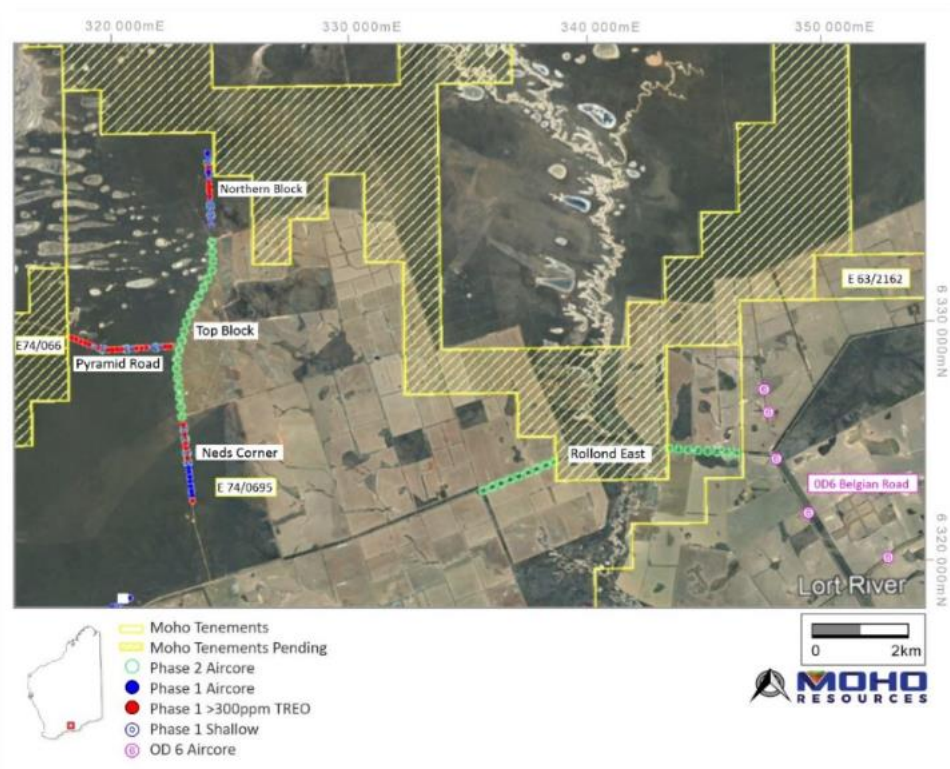 320 000mE 330 000mE 340 000mE 350 000mE
Northern Block
E 63/2162
6 330 000mN
Top Block
E74/066
Pyramid Road
Neds Corner
Rollond East
E 74/0695
OD6 Belgian Road
6 320 000mN
Lort River
Moho Tenements
Moho Tenements Pending
Phase 2 Aircore
Phase 1 Aircore
Phase 1 >300ppm TREO
Phase 1 Shallow
OD 6 Aircore
0 2km
MOHO
RESOURCES